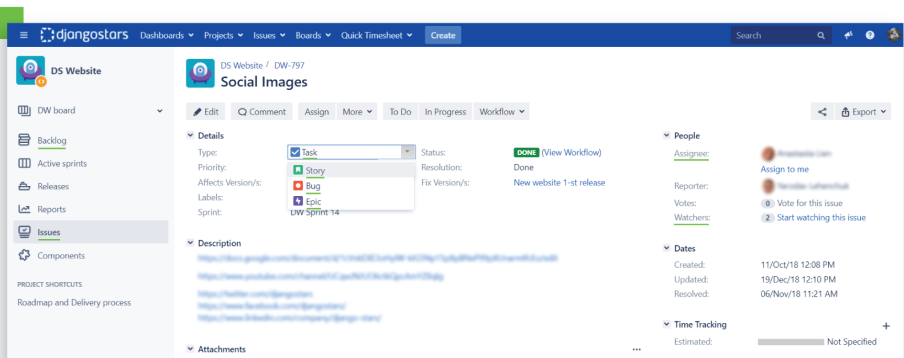 djangostars Dashboards Projects Issues Boards Quick Timesheet Create Search
DS Website
DS Website / DW-797
Social Images
DW board
Backlog
Active sprints
Releases
Reports
Issues
Components
PROJECT SHORTCUTS
Roadmap and Delivery process
Edit Comment Assign More To Do In Progress Workflow Export
Details
Type: Task
Story
Bug
Epic
Priority:
Affects Version/s:
Labels:
Sprint: DW Sprint 14
Status: DONE (View Workflow)
Resolution: Done
Fix Version/s: New website 1-st release
Description
Attachments
People
Assignee:
Assign to me
Reporter:
Votes: 0 Vote for this issue
Watchers: 2 Start watching this issue
Dates
Created: 11/Oct/18 12:08 PM
Updated: 19/Dec/18 12:10 PM
Resolved: 06/Nov/18 11:21 AM
Time Tracking
Estimated: Not Specified